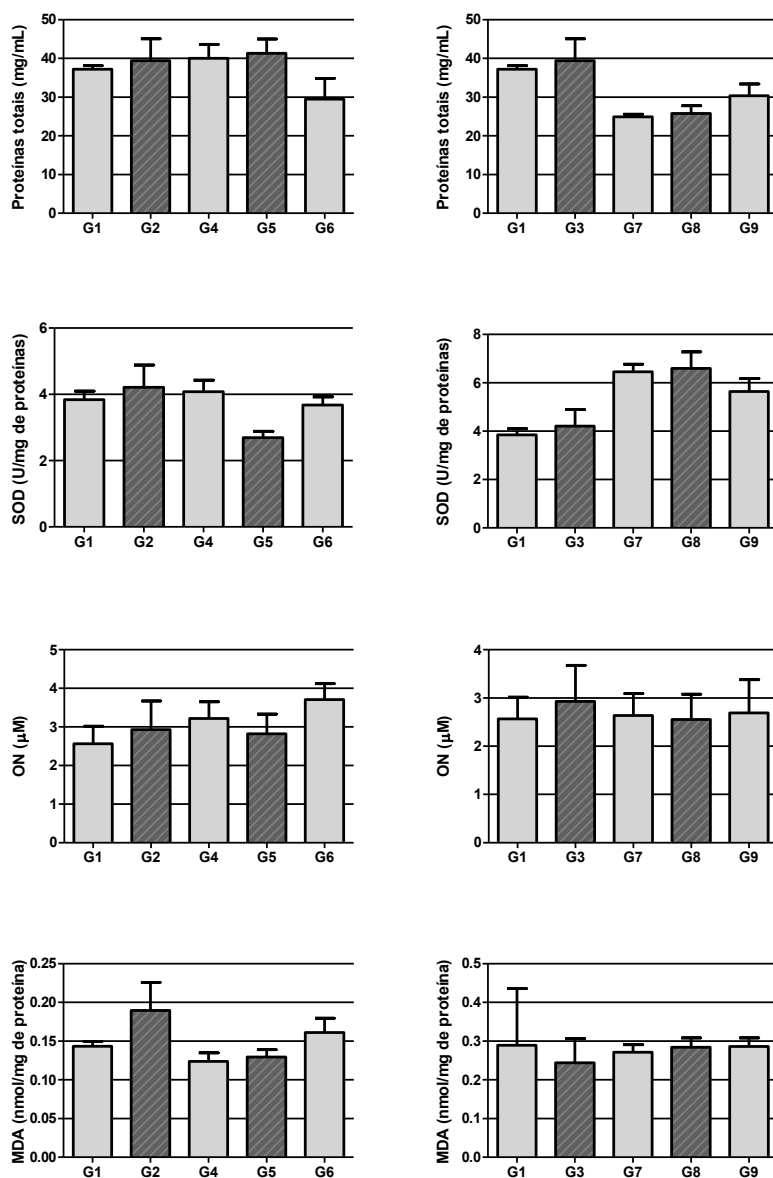 Proteínas totais (mg/mL)
50
40
30
20
10
0
G1 G2 G4 G5 G6
Proteínas totais (mg/mL)
50
40
30
20
10
0
G1 G3 G7 G8 G9
SOD (U/mg de proteínas)
6
4
2
0
G1 G2 G4 G5 G6
SOD (U/mg de proteínas)
8
6
4
2
0
G1 G3 G7 G8 G9
ON (μM)
5
4
3
2
1
0
G1 G2 G4 G5 G6
ON (μM)
4
3
2
1
0
G1 G3 G7 G8 G9
MDA (nmol/mg de proteína)
0.25
0.20
0.15
0.10
0.05
0.00
G1 G2 G4 G5 G6
MDA (nmol/mg de proteína)
0.5
0.4
0.3
0.2
0.1
0.0
G1 G3 G7 G8 G9